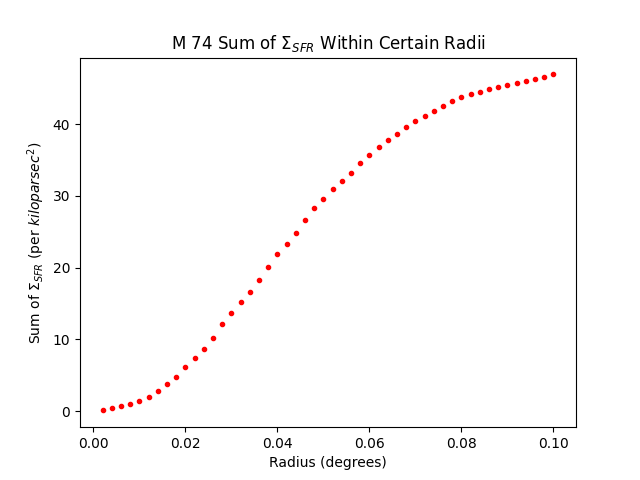 M 74 Sum of Σ_SFR Within Certain Radii
Sum of Σ_SFR (per kiloparsec²)
40
30
20
10
0
0.00 0.02 0.04 0.06 0.08 0.10
Radius (degrees)